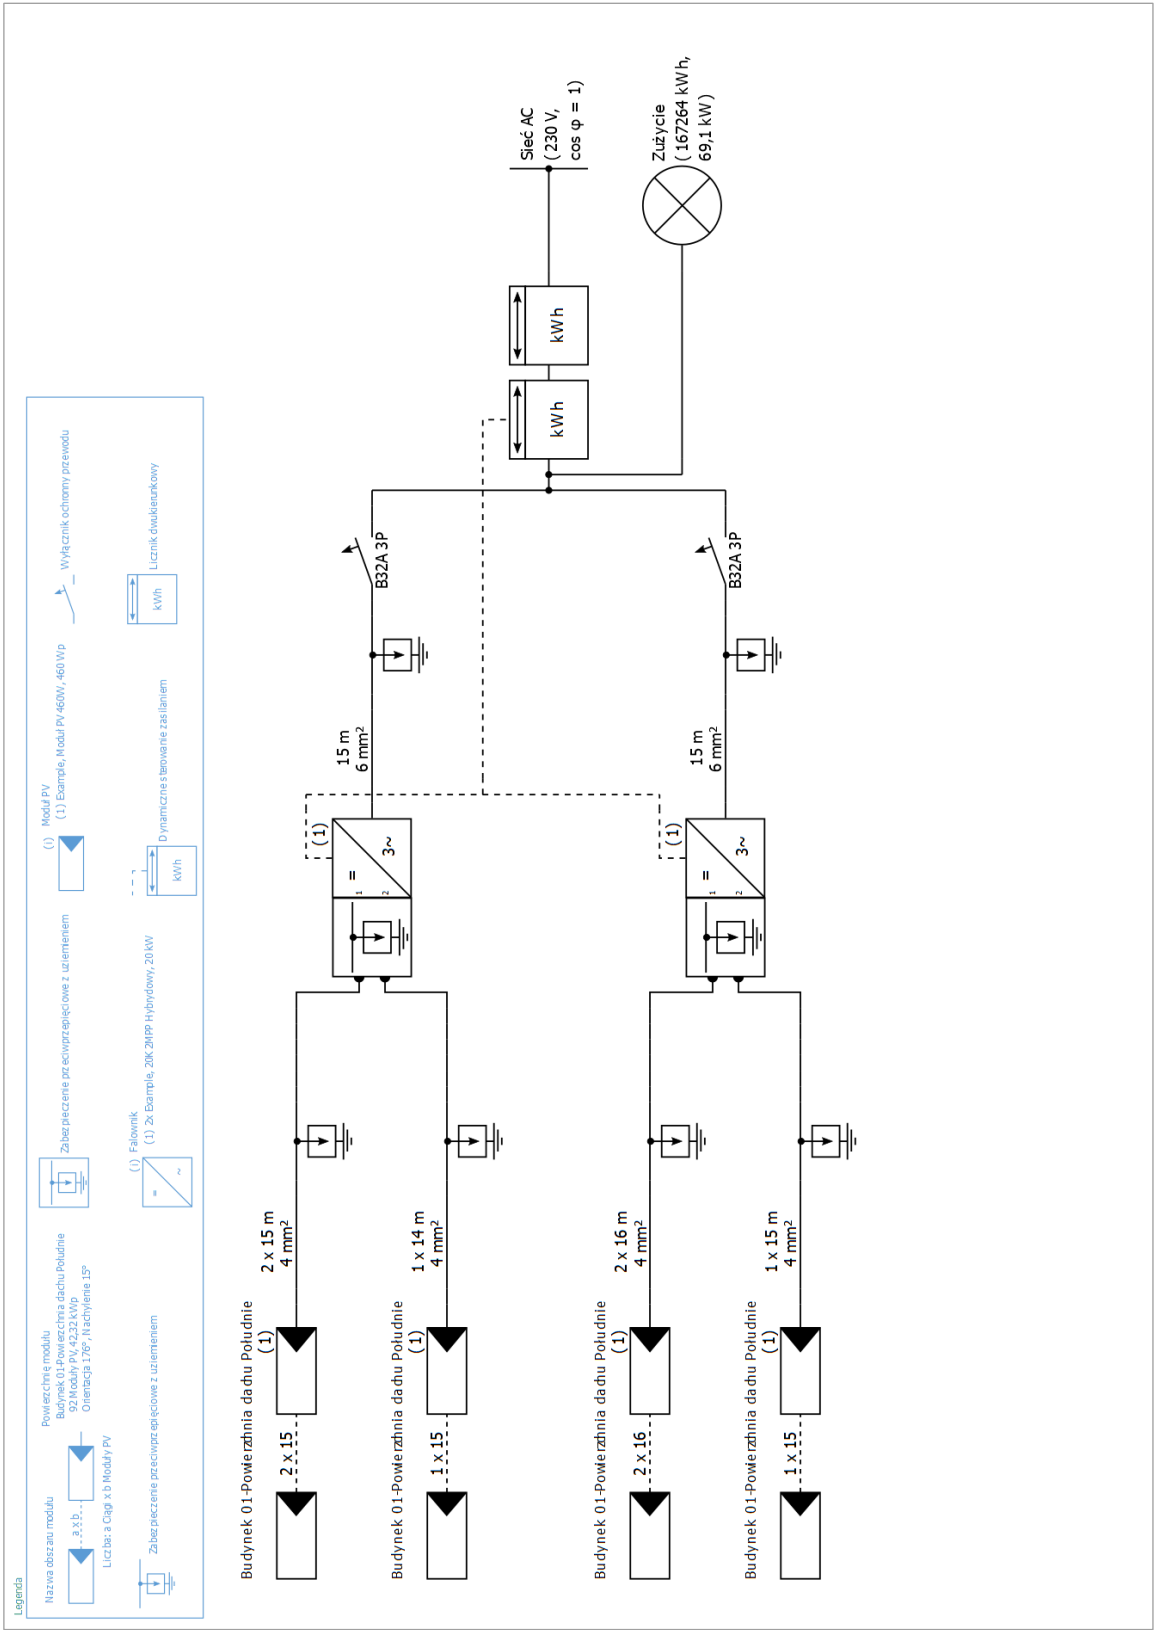 Legenda
Nazwa obszaru modułu
a x b
Liczba: a Ciągi x b Moduły PV
Powierzchnię modułu
Budynek 01-Powierzchnia dachu Południe
92 Moduły PV, 42,32 kWp
Orientacja 176°, Nachylenie 15°
Zabezpieczenie przeciwprzepięciowe z uziemieniem
(i) Moduł PV
(1) Example, Moduł PV 460W, 460 Wp
Wyłącznik ochronny przewodu
Zabezpieczenie przeciwprzepięciowe z uziemieniem
=
~
(i) Falownik
(1) 2x Example, 20K 2MPP Hybrydowy, 20 kW
kWh
Dynamiczne sterowanie zasilaniem
kWh
Licznik dwukierunkowy
Budynek 01-Powierzchnia dachu Południe
(1)
2 x 15
2 x 15 m
4 mm²
Budynek 01-Powierzchnia dachu Południe
(1)
1 x 15
1 x 14 m
4 mm²
(1)
=
3~
1
2
15 m
6 mm²
B32A 3P
Budynek 01-Powierzchnia dachu Południe
(1)
2 x 16
2 x 16 m
4 mm²
Budynek 01-Powierzchnia dachu Południe
(1)
1 x 15
1 x 15 m
4 mm²
(1)
=
3~
1
2
15 m
6 mm²
B32A 3P
kWh
kWh
Sieć AC
(230 V,
cos φ = 1)
Zużycie
(167264 kWh,
69,1 kW)